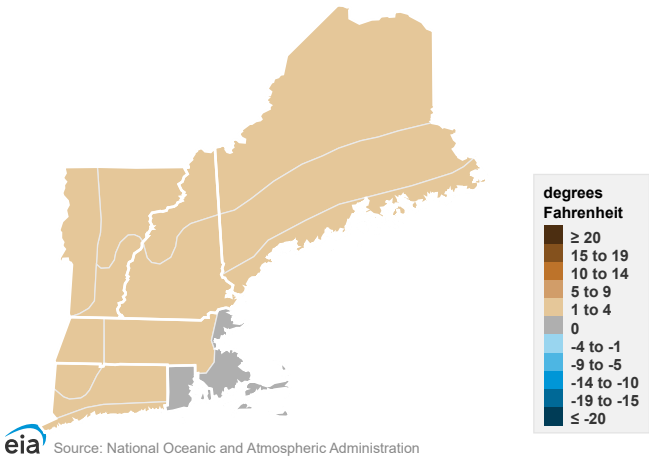 degrees
Fahrenheit
≥ 20
15 to 19
10 to 14
5 to 9
1 to 4
0
-4 to -1
-9 to -5
-14 to -10
-19 to -15
≤ -20
eia
Source: National Oceanic and Atmospheric Administration